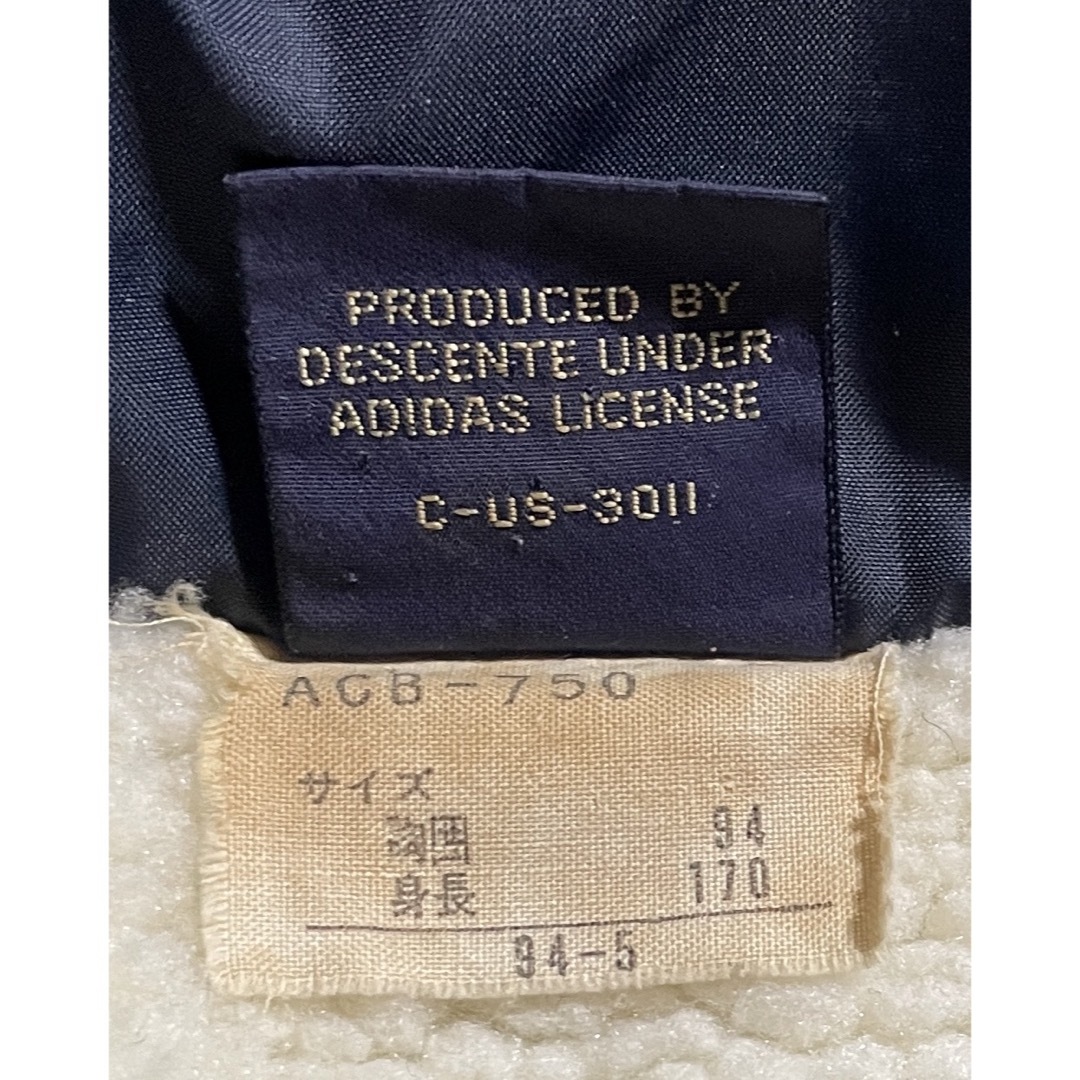 PRODUCED BY
DESCENTE UNDER
ADIDAS LiCENSE
C-US-3011
ACB-750
サイズ
胸囲 94
身長 170
94-5